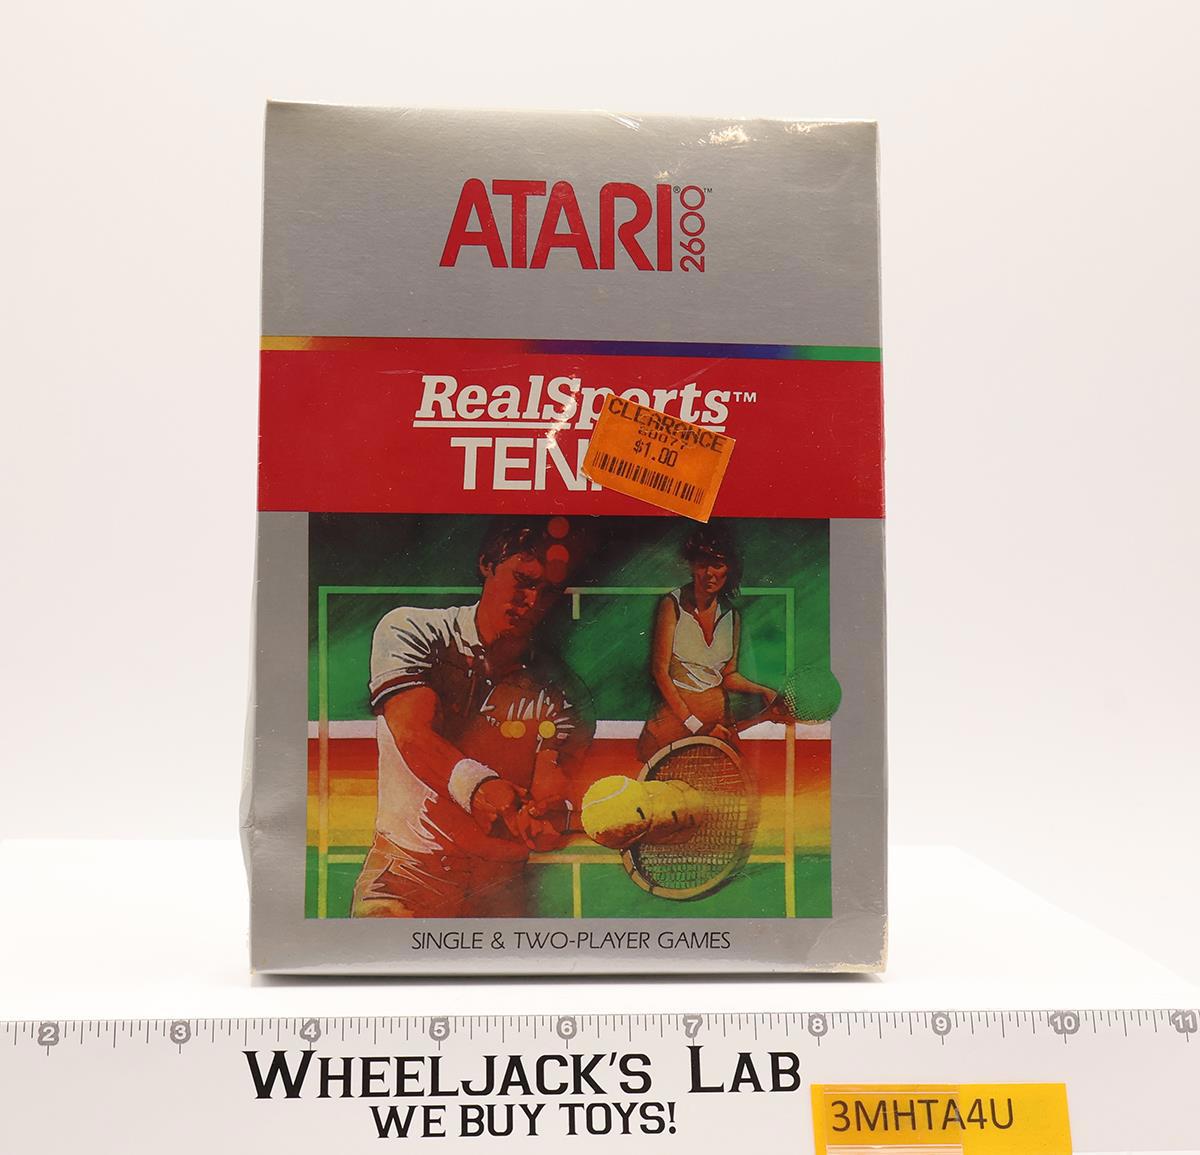 ATARI® 2600™
RealSports™
TEN
CLEARANCE
$1.00
SINGLE & TWO-PLAYER GAMES
2 3 4 5 6 7 8 9 10 11
WHEELJACK'S LAB
WE BUY TOYS!
3MHTA4U